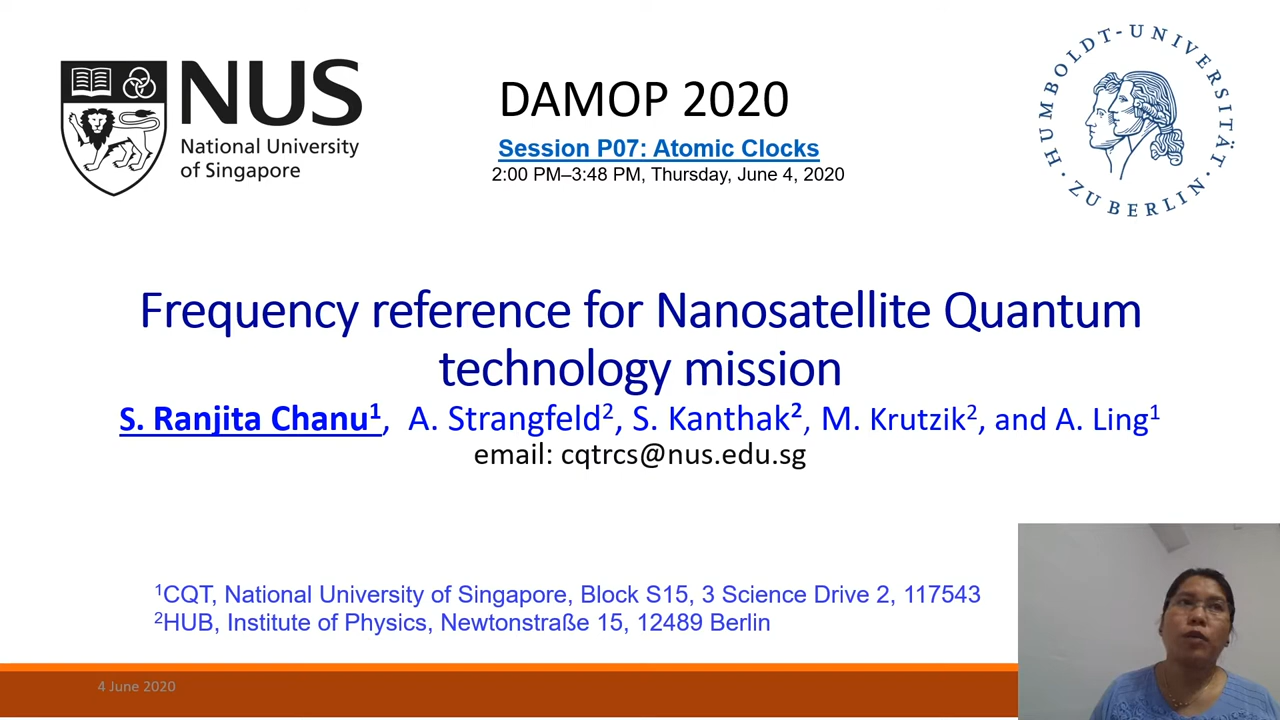 NUS
National University
of Singapore
DAMOP 2020
Session P07: Atomic Clocks
2:00 PM–3:48 PM, Thursday, June 4, 2020
HUMBOLDT-UNIVERSITÄT
ZU BERLIN
Frequency reference for Nanosatellite Quantum
technology mission
S. Ranjita Chanu¹, A. Strangfeld², S. Kanthak², M. Krutzik², and A. Ling¹
email: cqtrcs@nus.edu.sg
¹CQT, National University of Singapore, Block S15, 3 Science Drive 2, 117543
²HUB, Institute of Physics, Newtonstraße 15, 12489 Berlin
4 June 2020